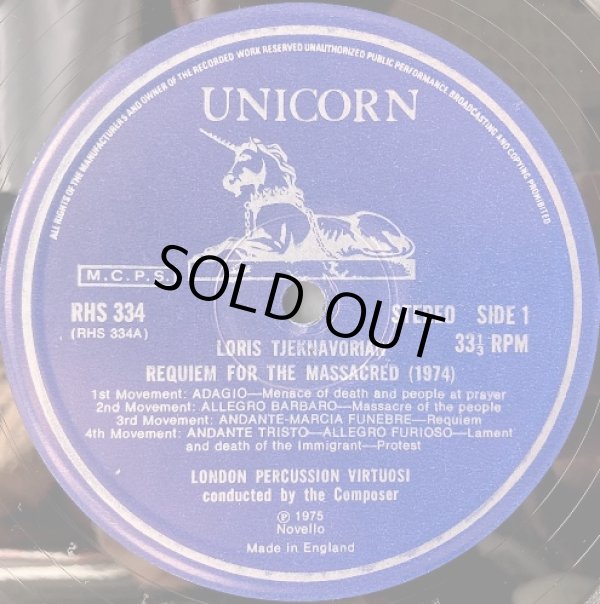 ALL RIGHTS OF THE MANUFACTURERS AND OWNER OF THE RECORDED WORK RESERVED UNAUTHORIZED PUBLIC PERFORMANCE BROADCASTING AND COPYING PROHIBITED
UNICORN
M.C.P.S.
SOLD OUT
RHS 334
(RHS 334A)
STEREO SIDE 1
33⅓ RPM
LORIS TJEKNAVORIAN
REQUIEM FOR THE MASSACRED (1974)
1st Movement: ADAGIO—Menace of death and people at prayer
2nd Movement: ALLEGRO BARBARO—Massacre of the people
3rd Movement: ANDANTE-MARCIA FUNEBRE—Requiem
4th Movement: ANDANTE TRISTO—ALLEGRO FURIOSO—Lament
and death of the Immigrant—Protest
LONDON PERCUSSION VIRTUOSI
conducted by the Composer
℗ 1975
Novello
Made in England